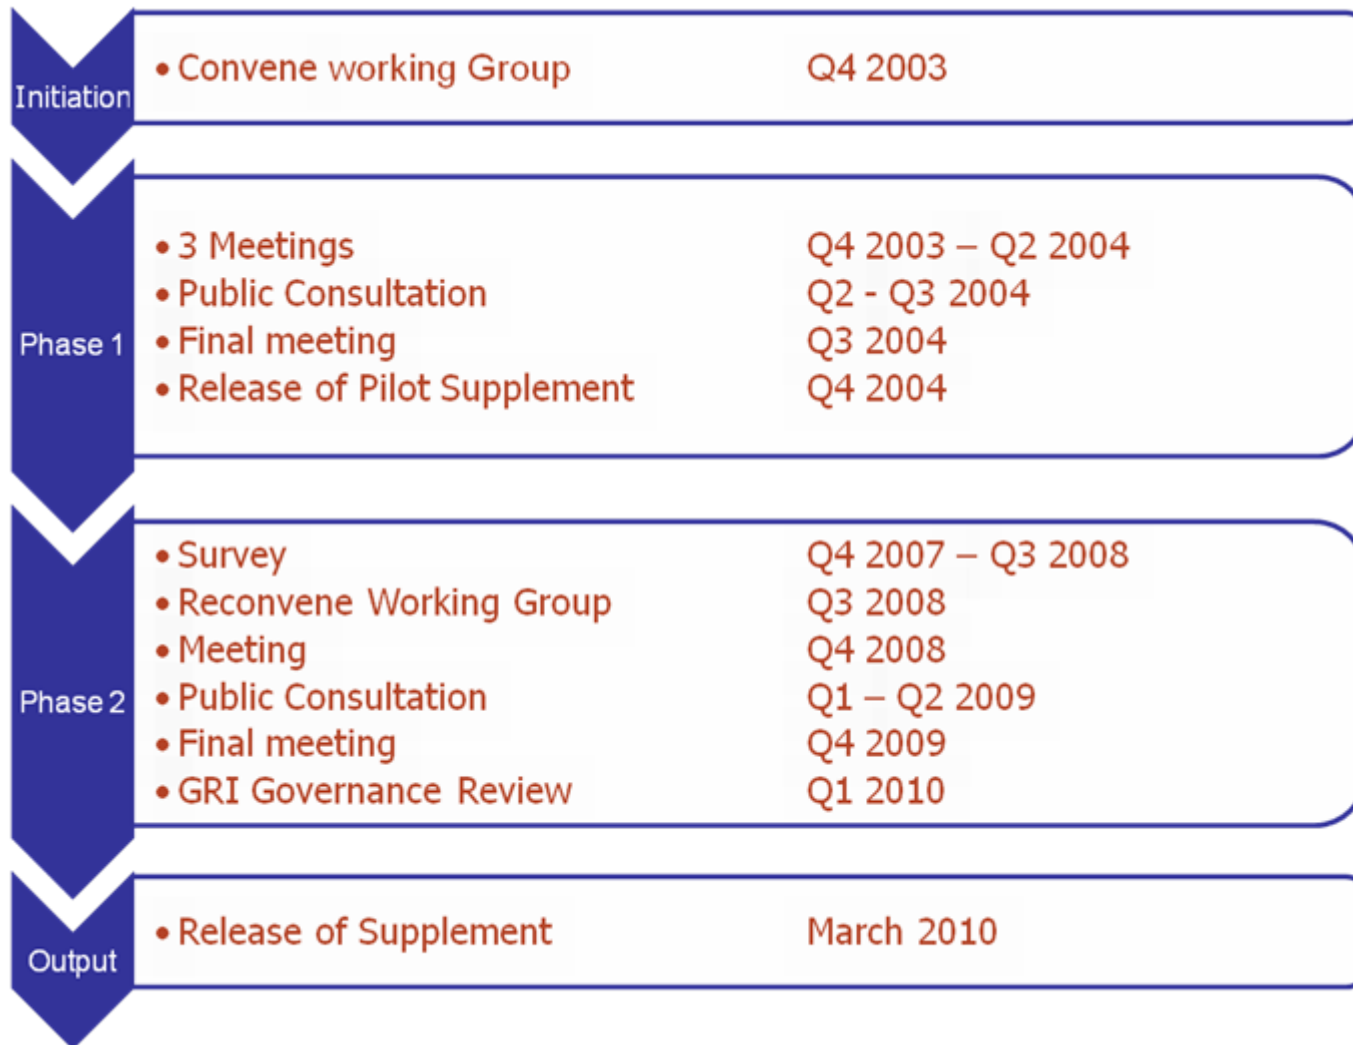 Initiation
• Convene working Group Q4 2003
Phase 1
• 3 Meetings Q4 2003 – Q2 2004
• Public Consultation Q2 - Q3 2004
• Final meeting Q3 2004
• Release of Pilot Supplement Q4 2004
Phase 2
• Survey Q4 2007 – Q3 2008
• Reconvene Working Group Q3 2008
• Meeting Q4 2008
• Public Consultation Q1 – Q2 2009
• Final meeting Q4 2009
• GRI Governance Review Q1 2010
Output
• Release of Supplement March 2010